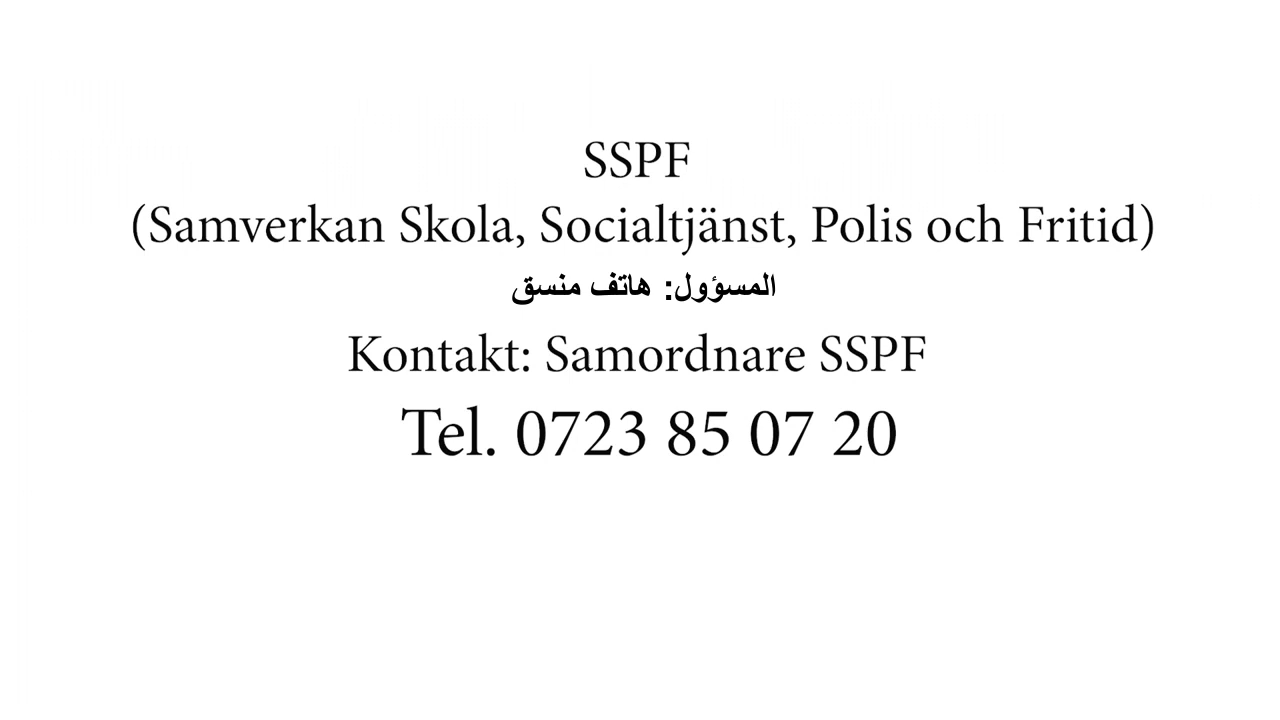 SSPF
(Samverkan Skola, Socialtjänst, Polis och Fritid)
المسؤول: هاتف منسق
Kontakt: Samordnare SSPF
Tel. 0723 85 07 20